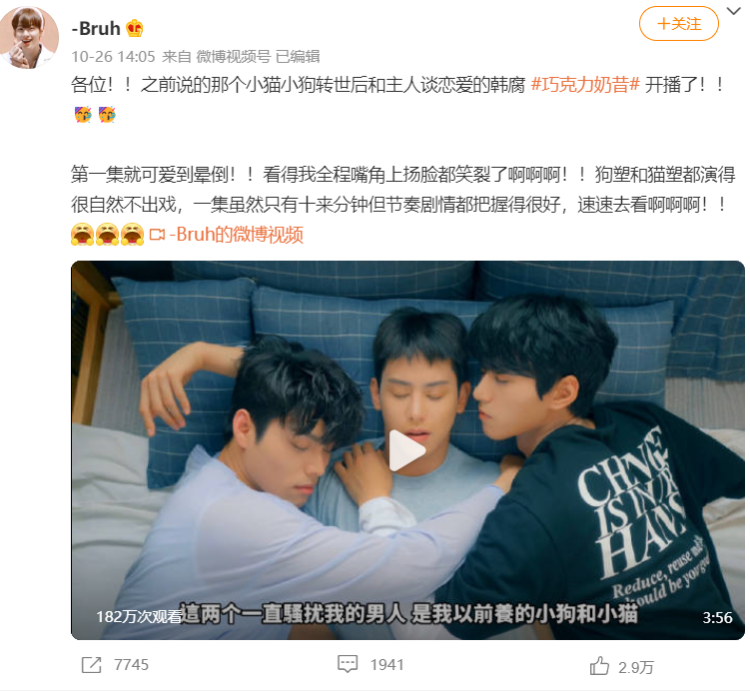 -Bruh
+关注
10-26 14:05 来自 微博视频号 已编辑
各位！！之前说的那个小猫小狗转世后和主人谈恋爱的韩腐 #巧克力奶昔# 开播了！！
第一集就可爱到晕倒！！看得我全程嘴角上扬脸都笑裂了啊啊啊！！狗塑和猫塑都演得
很自然不出戏，一集虽然只有十来分钟但节奏剧情都把握得很好，速速去看啊啊啊！！
-Bruh的微博视频
CHNGE
IS IN
HANS
Reduce, reuse
should be your
182万次观看
這两个一直騷扰我的男人 是我以前養的小狗和小猫
3:56
7745
1941
2.9万